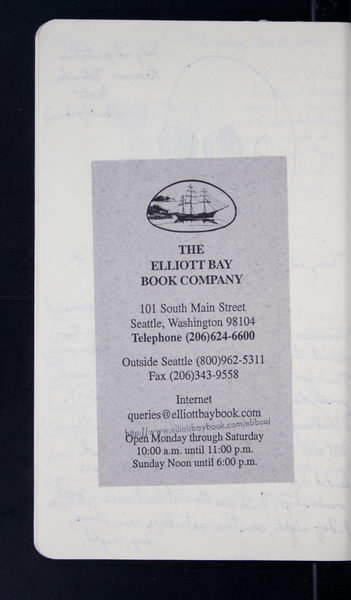 THE
ELLIOTT BAY
BOOK COMPANY
101 South Main Street
Seattle, Washington 98104
Telephone (206)624-6600
Outside Seattle (800)962-5311
Fax (206)343-9558
Internet
queries@elliottbaybook.com
http://www.elliottbaybook.com/ebbco/
Open Monday through Saturday
10:00 a.m. until 11:00 p.m.
Sunday Noon until 6:00 p.m.